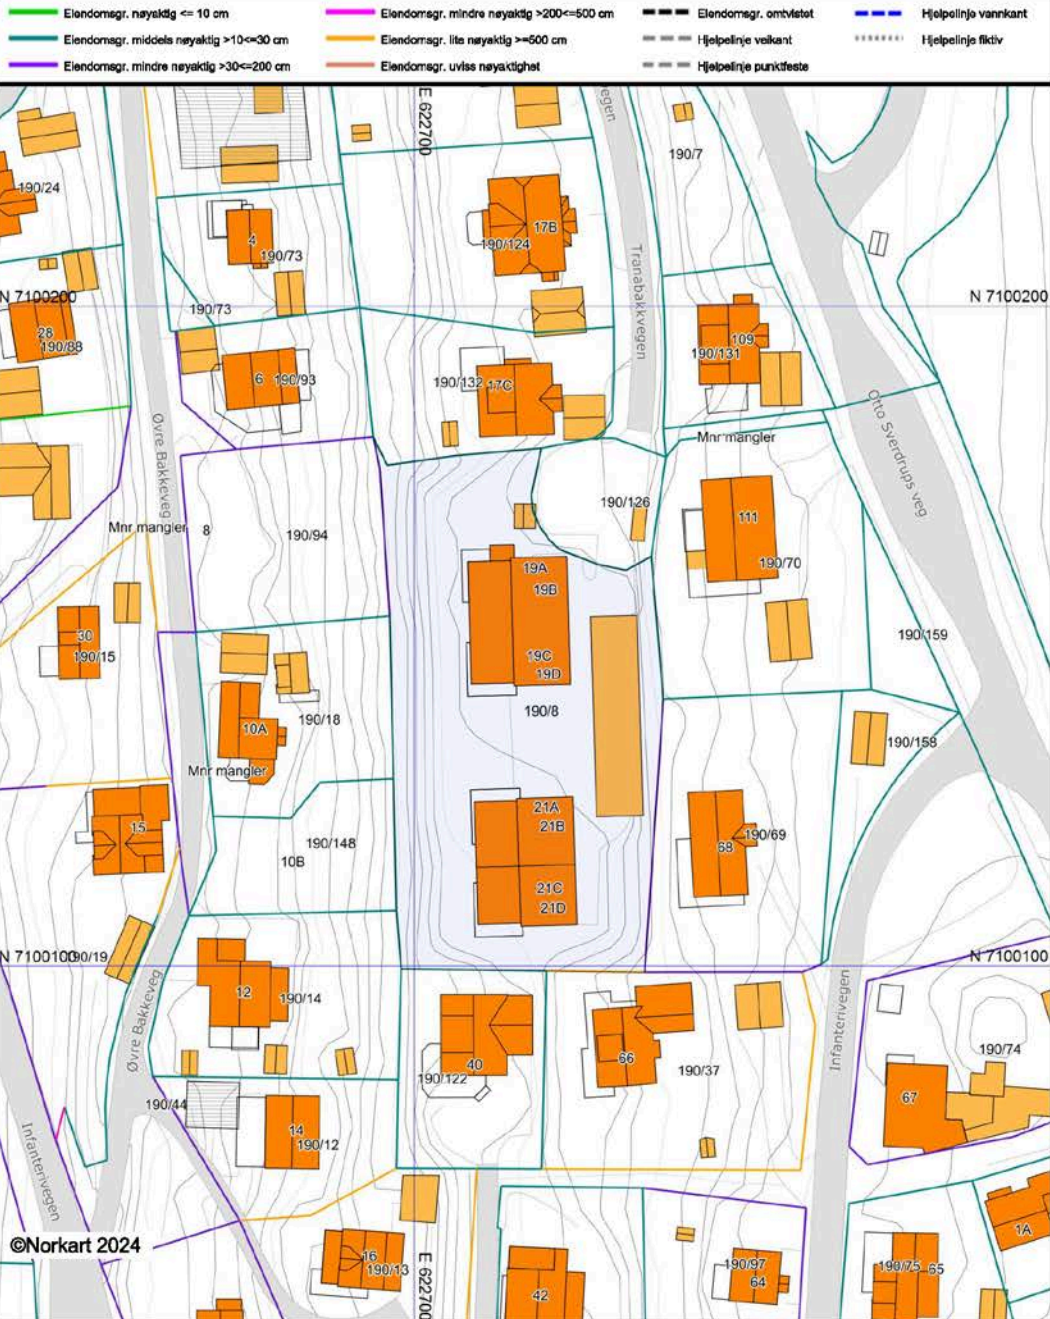 Eiendomsgr. nøyaktig <= 10 cm
Eiendomsgr. mindre nøyaktig >200<=500 cm
Eiendomsgr. omtvistet
Hjelpelinje vannkant
Eiendomsgr. middels nøyaktig >10<=30 cm
Eiendomsgr. lite nøyaktig >=500 cm
Hjelpelinje veikant
Hjelpelinje fiktiv
Eiendomsgr. mindre nøyaktig >30<=200 cm
Eiendomsgr. uviss nøyaktighet
Hjelpelinje punktfeste
E 622700
egen
190/7
190/24
17B
190/124
4
190/73
Tranabakkvegen
N 7100200
N 7100200
190/73
28
190/88
109
190/131
6
190/93
190/132
17C
Otto Sverdrups veg
Øvre Bakkeveg
Mnr mangler
190/126
111
Mnr mangler
8
190/94
190/70
19A
19B
30
190/15
190/159
19C
19D
190/8
190/18
10A
190/158
Mnr mangler
21A
21B
15
190/69
68
190/148
10B
21C
21D
N 7100100
190/19
N 7100100
12
190/14
Øvre Bakkeveg
Infanterivegen
40
190/122
66
190/37
190/74
67
190/44
14
190/12
Infanterivegen
©Norkart 2024
16
190/13
E 622700
42
190/97
64
190/75
65
1A